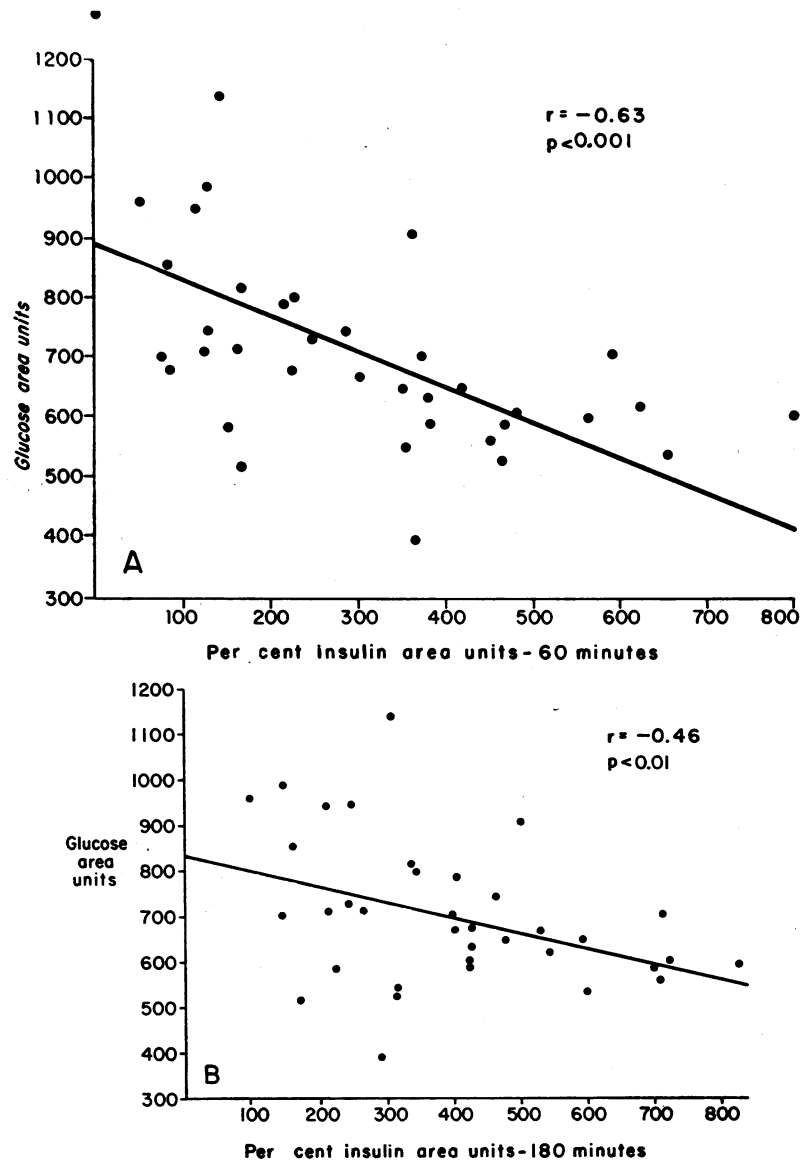 1200
1100
1000
900
800
700
600
500
400
300
Glucose area units
r = -0.63
p<0.001
A
100 200 300 400 500 600 700 800
Per cent insulin area units-60 minutes
1200
1100
1000
900
800
700
600
500
400
300
Glucose
area
units
r = -0.46
p<0.01
B
100 200 300 400 500 600 700 800
Per cent insulin area units-180 minutes